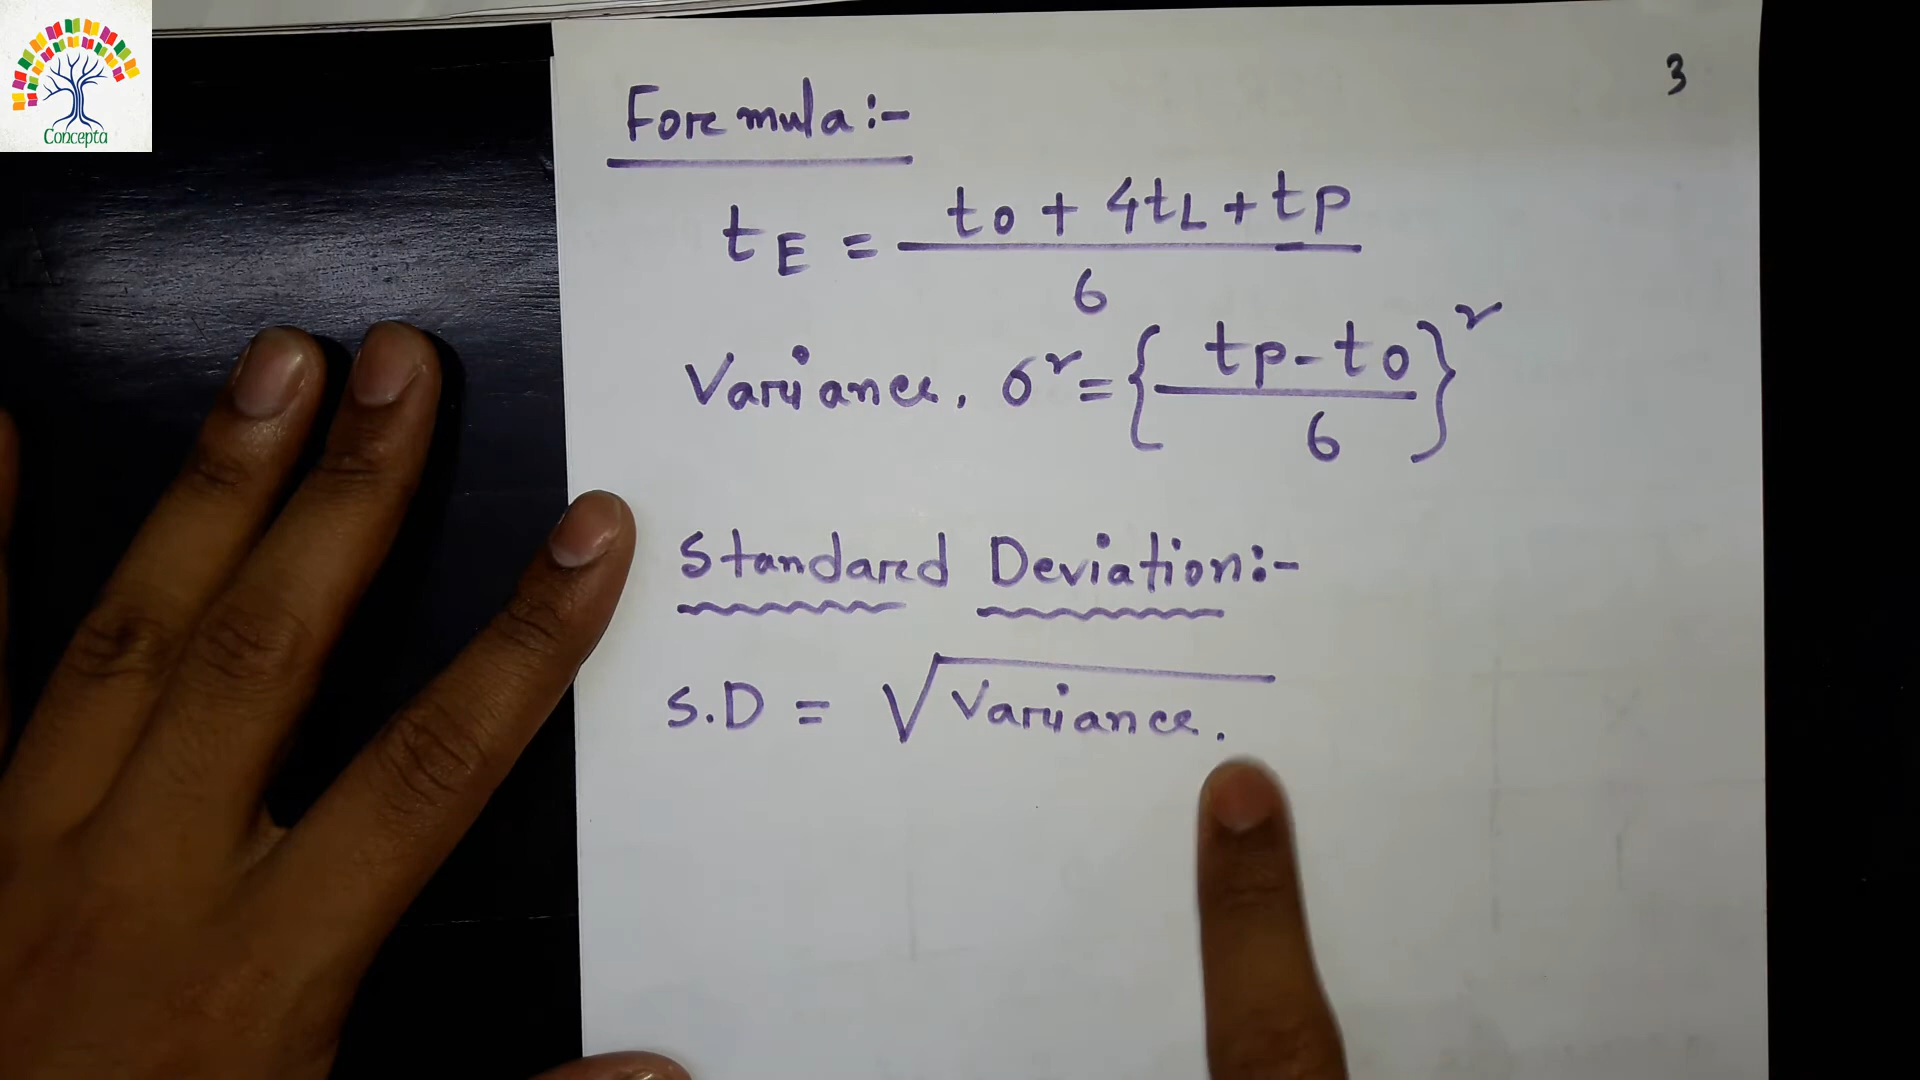 Concepta
3
Formula:-
tE = to + 4tL + tp
6
Variance, σ² = { tp - to }²
6
Standard Deviation:-
S.D = √Variance.